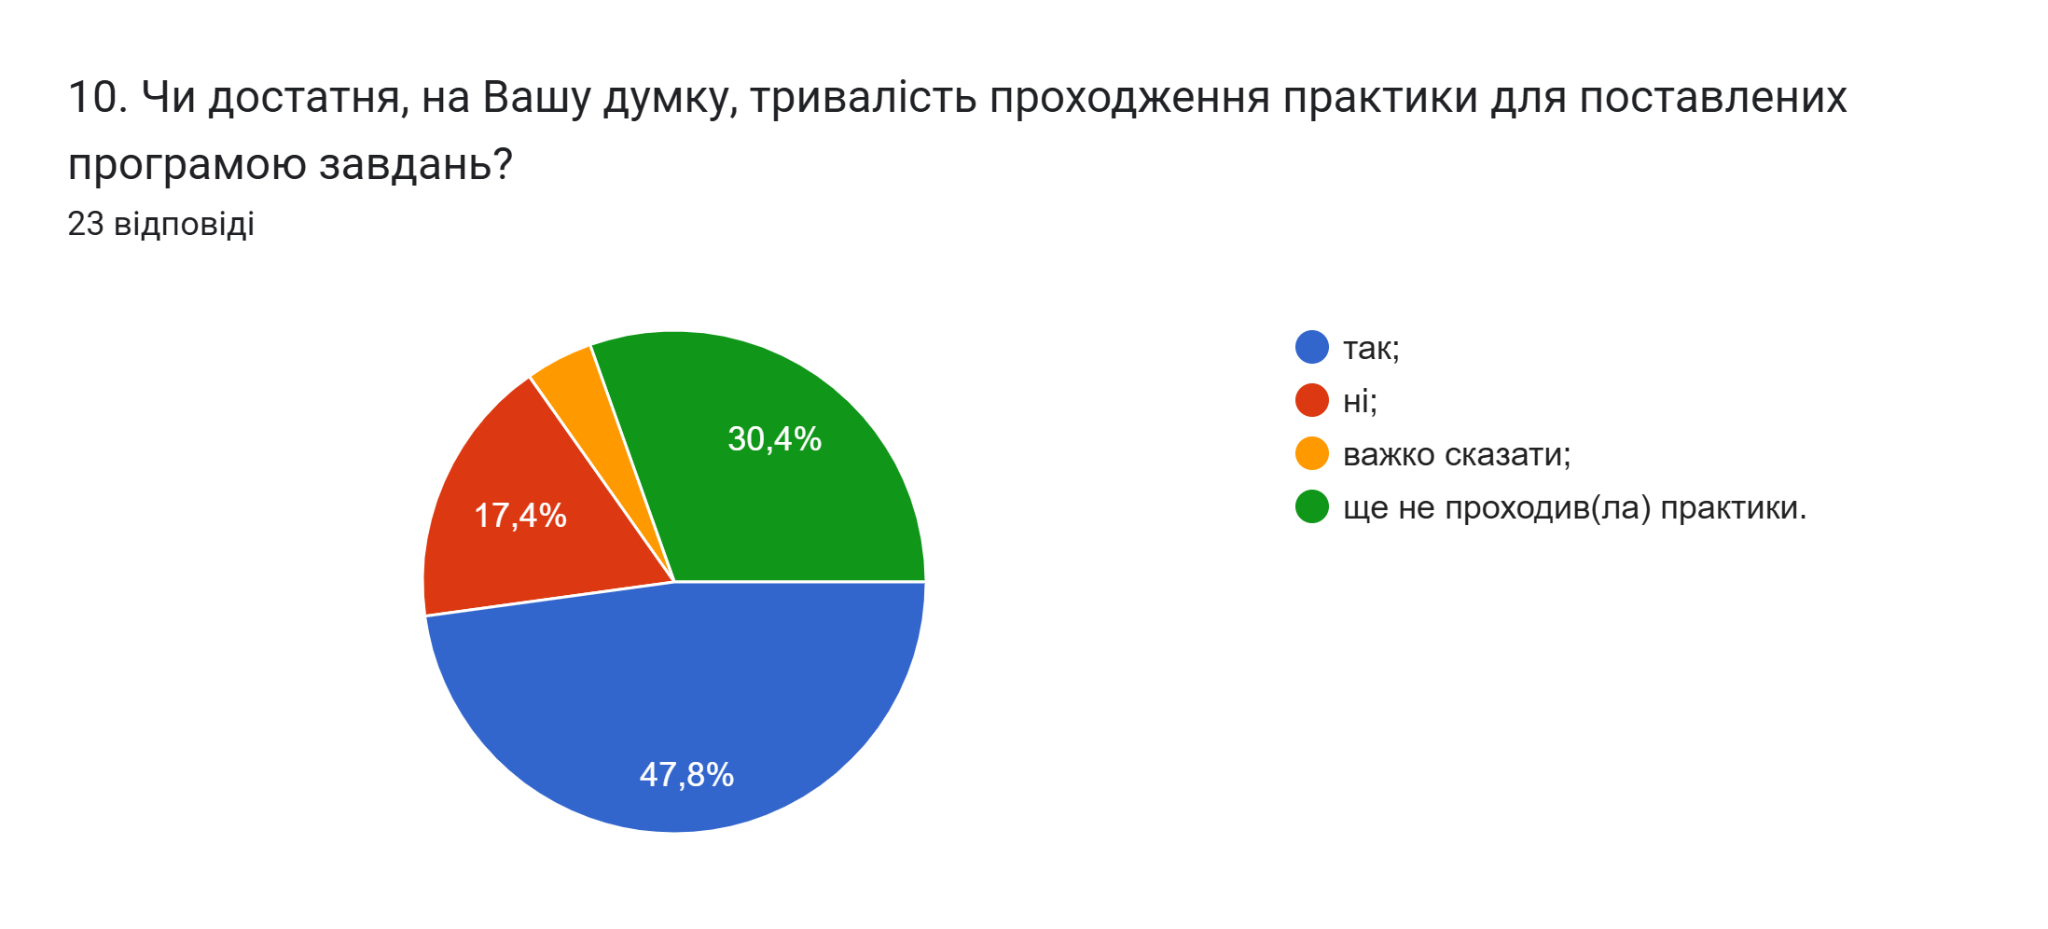 10. Чи достатня, на Вашу думку, тривалість проходження практики для поставлених
програмою завдань?
23 відповіді
30,4%
17,4%
47,8%
так;
ні;
важко сказати;
ще не проходив(ла) практики.